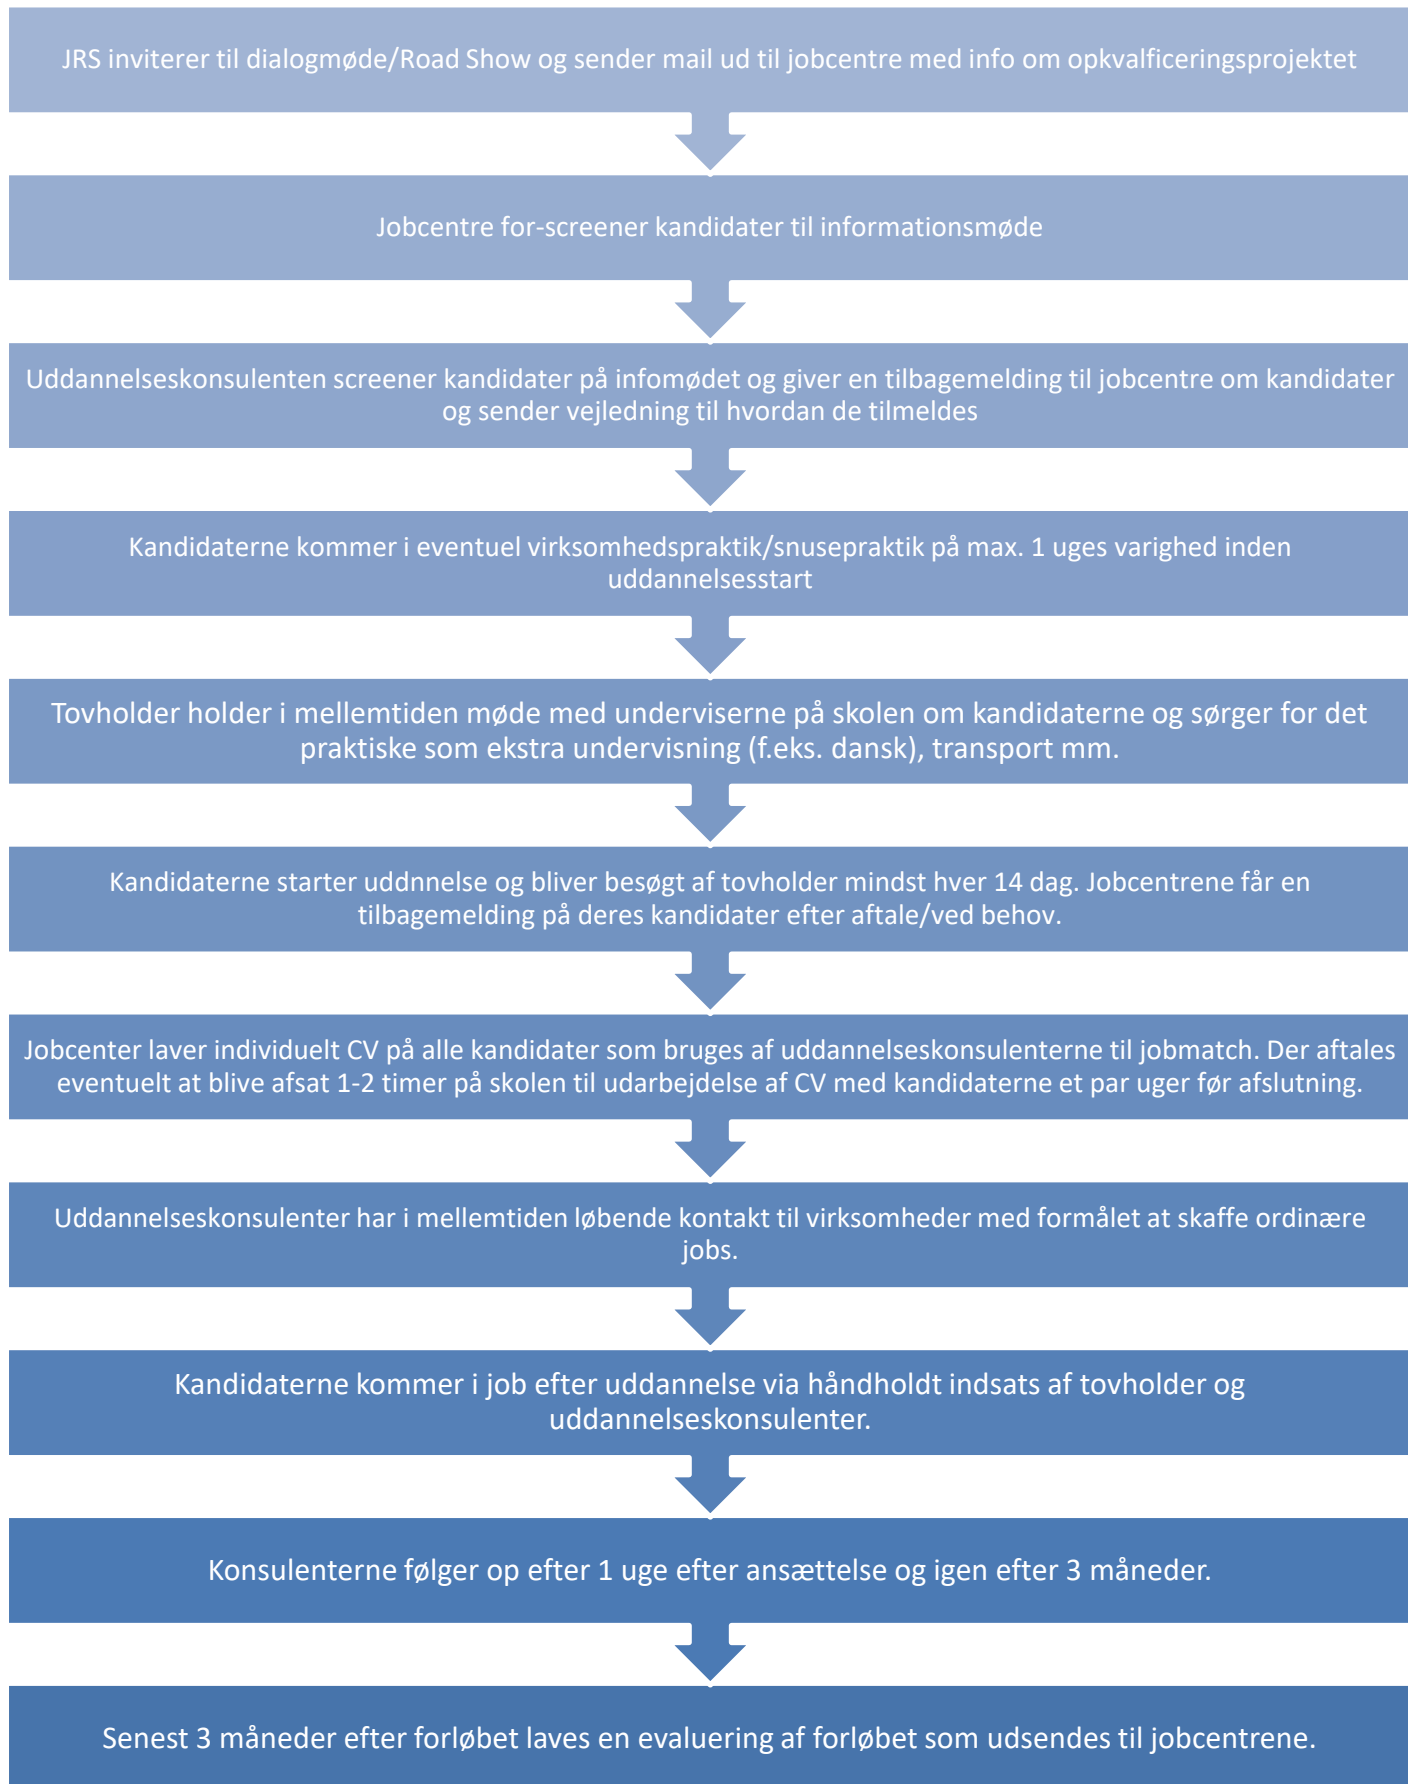 JRS inviterer til dialogmøde/Road Show og sender mail ud til jobcentre med info om opkvalficeringsprojektet
Jobcentre for-screener kandidater til informationsmøde
Uddannelseskonsulenten screener kandidater på infomødet og giver en tilbagemelding til jobcentre om kandidater
og sender vejledning til hvordan de tilmeldes
Kandidaterne kommer i eventuel virksomhedspraktik/snusepraktik på max. 1 uges varighed inden
uddannelsesstart
Tovholder holder i mellemtiden møde med underviserne på skolen om kandidaterne og sørger for det
praktiske som ekstra undervisning (f.eks. dansk), transport mm.
Kandidaterne starter uddnnelse og bliver besøgt af tovholder mindst hver 14 dag. Jobcentrene får en
tilbagemelding på deres kandidater efter aftale/ved behov.
Jobcenter laver individuelt CV på alle kandidater som bruges af uddannelseskonsulenterne til jobmatch. Der aftales
eventuelt at blive afsat 1-2 timer på skolen til udarbejdelse af CV med kandidaterne et par uger før afslutning.
Uddannelseskonsulenter har i mellemtiden løbende kontakt til virksomheder med formålet at skaffe ordinære
jobs.
Kandidaterne kommer i job efter uddannelse via håndholdt indsats af tovholder og
uddannelseskonsulenter.
Konsulenterne følger op efter 1 uge efter ansættelse og igen efter 3 måneder.
Senest 3 måneder efter forløbet laves en evaluering af forløbet som udsendes til jobcentrene.